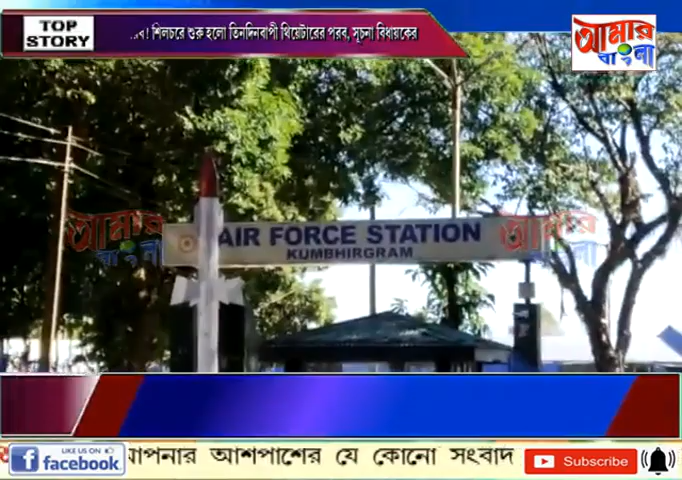 TOP STORY
শিলচরে শুরু হলো তিনদিনবাপী থিয়েটারের পরব, সূচনা বিধায়কের
আমার বাংলা
আমার বাংলা
আমার বাংলা
AIR FORCE STATION
KUMBHIRGRAM
LIKE US ON
facebook
আপনার আশপাশের যে কোনো সংবাদ
Subscribe